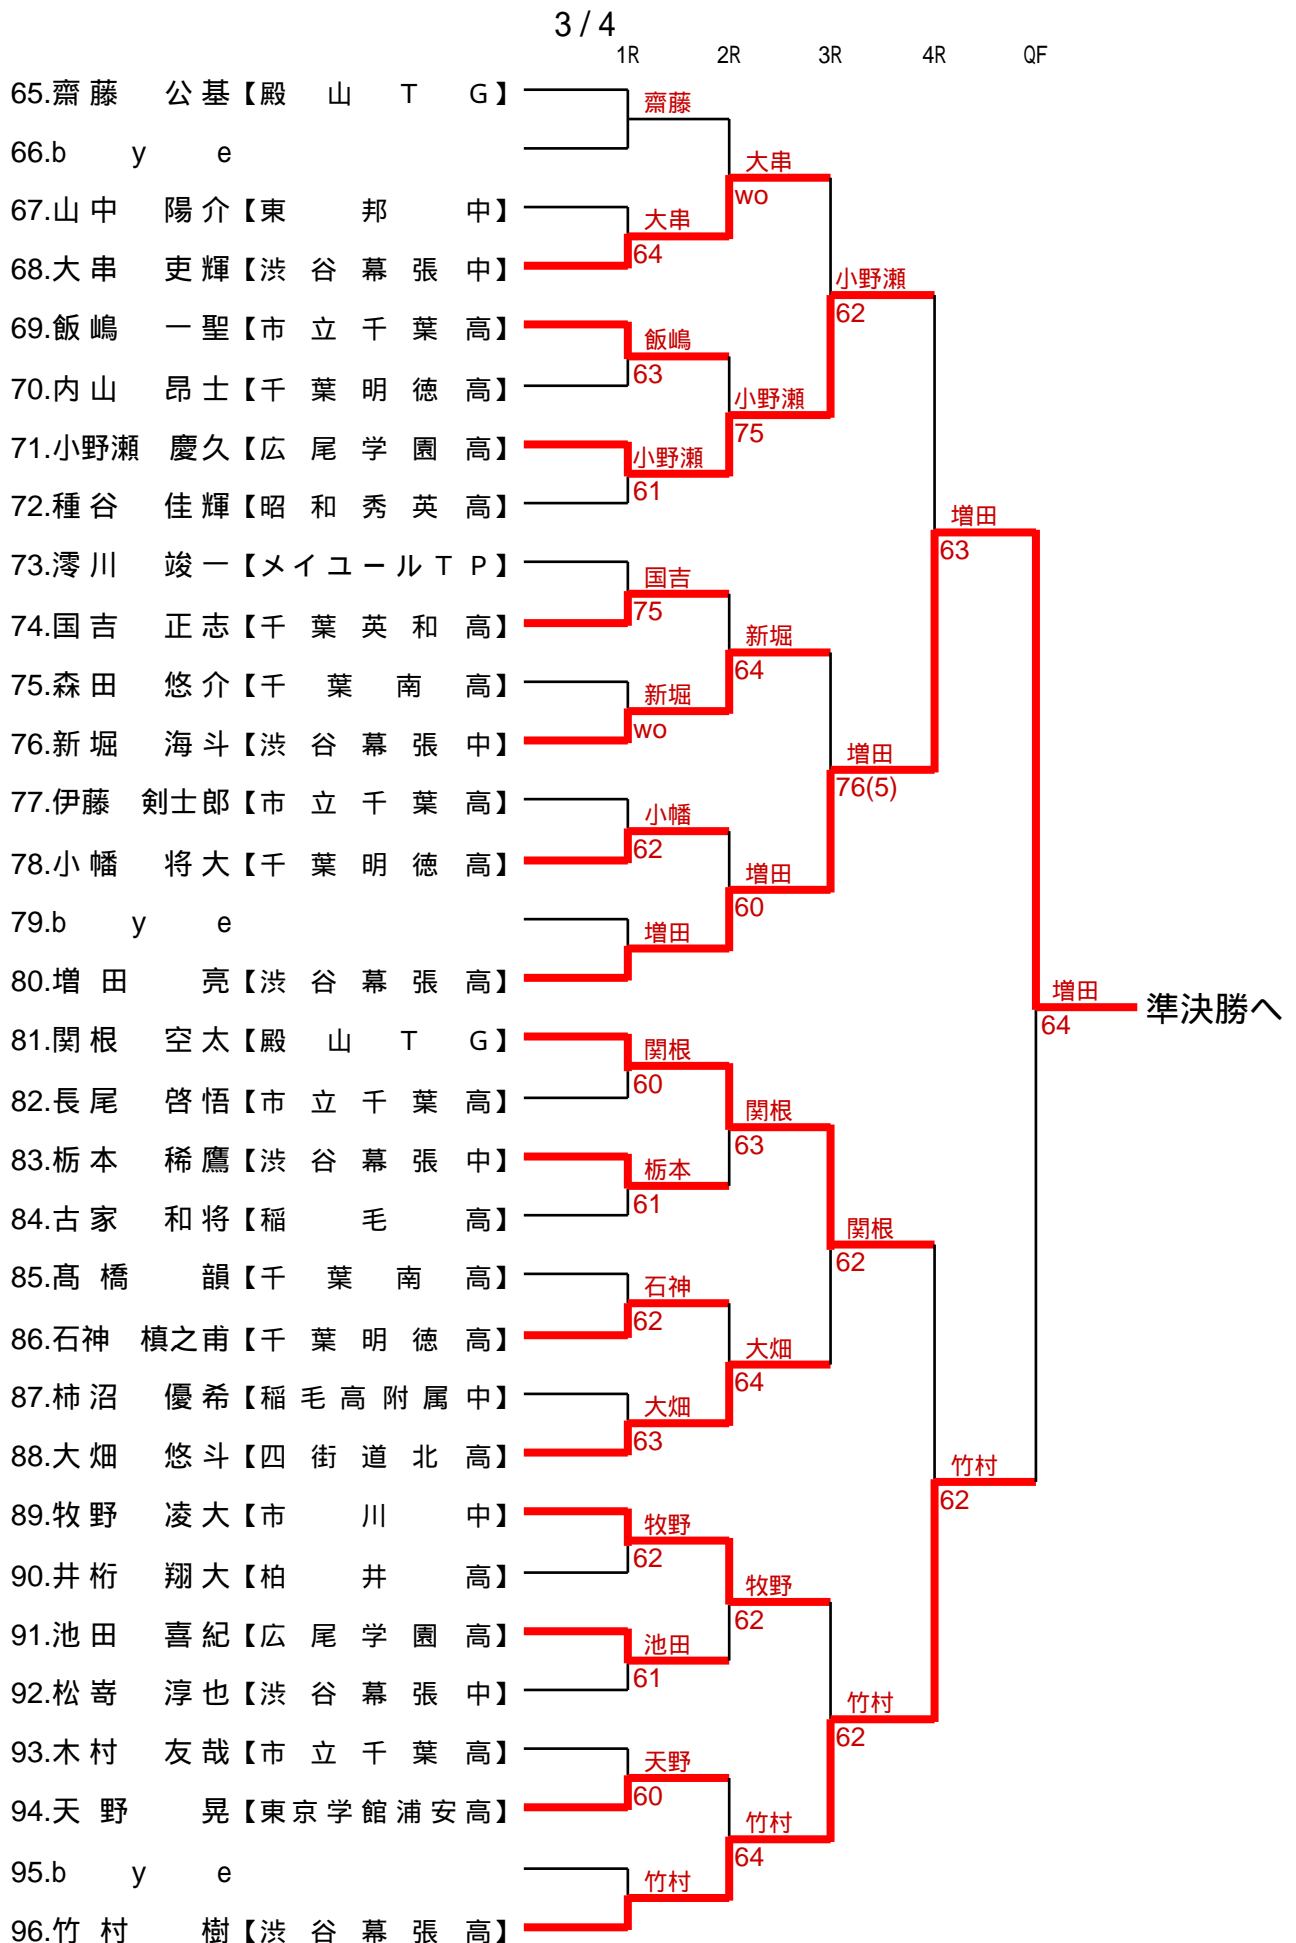 3/4
1R 2R 3R 4R QF
65.齋藤 公基【殿山TG】
齋藤
66.bye
大串
wo
67.山中 陽介【東邦中】
大串
64
68.大串 吏輝【渋谷幕張中】
小野瀬
62
69.飯嶋 一聖【市立千葉高】
飯嶋
63
70.内山 昂士【千葉明徳高】
小野瀬
75
71.小野瀬 慶久【広尾学園高】
小野瀬
61
72.種谷 佳輝【昭和秀英高】
増田
63
73.澪川 竣一【メイユールTP】
国吉
75
74.国吉 正志【千葉英和高】
新堀
64
75.森田 悠介【千葉南高】
新堀
wo
76.新堀 海斗【渋谷幕張中】
増田
76(5)
77.伊藤 剣士郎【市立千葉高】
小幡
62
78.小幡 将大【千葉明徳高】
増田
60
79.bye
増田
80.増田 亮【渋谷幕張高】
増田
64
準決勝へ
81.関根 空太【殿山TG】
関根
60
82.長尾 啓悟【市立千葉高】
関根
63
83.栃本 稀鷹【渋谷幕張中】
栃本
61
84.古家 和将【稲毛高】
関根
62
85.髙橋 韻【千葉南高】
石神
62
86.石神 槙之甫【千葉明徳高】
大畑
64
87.柿沼 優希【稲毛高附属中】
大畑
63
88.大畑 悠斗【四街道北高】
竹村
62
89.牧野 凌大【市川中】
牧野
62
90.井桁 翔大【柏井高】
牧野
62
91.池田 喜紀【広尾学園高】
池田
61
92.松嵜 淳也【渋谷幕張中】
竹村
62
93.木村 友哉【市立千葉高】
天野
60
94.天野 晃【東京学館浦安高】
竹村
64
95.bye
竹村
96.竹村 樹【渋谷幕張高】